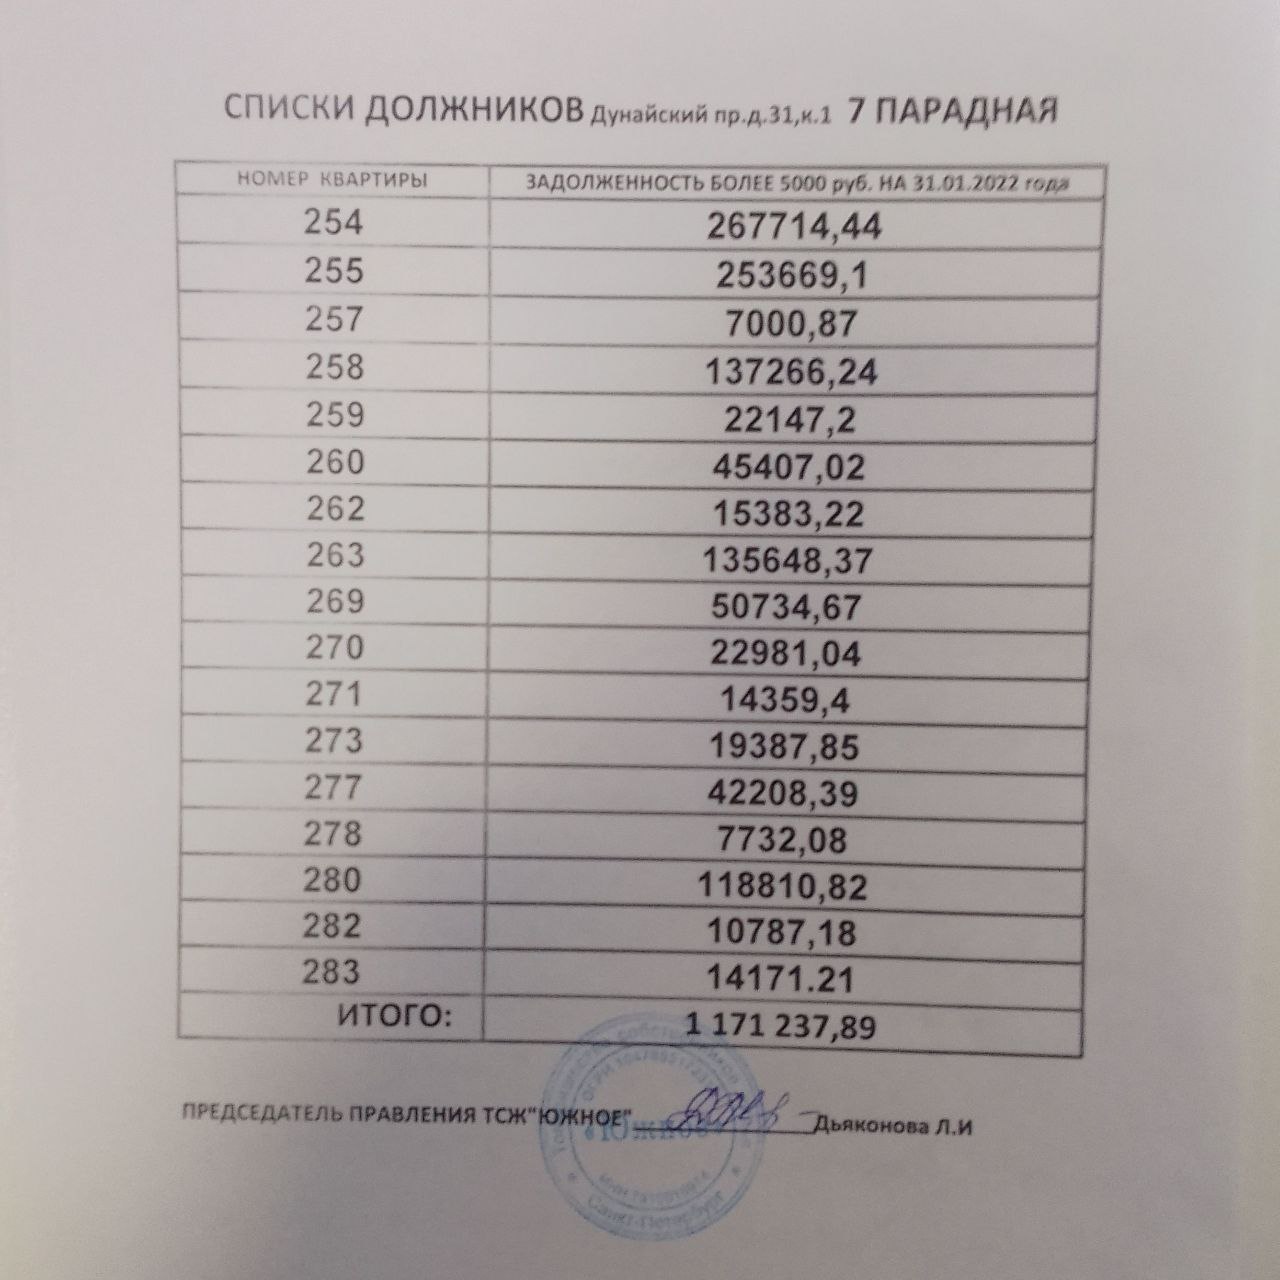 СПИСКИ ДОЛЖНИКОВ Дунайский пр.д.31,к.1 7 ПАРАДНАЯ
НОМЕР КВАРТИРЫ ЗАДОЛЖЕННОСТЬ БОЛЕЕ 5000 руб. НА 31.01.2022 года
254 267714,44
255 253669,1
257 7000,87
258 137266,24
259 22147,2
260 45407,02
262 15383,22
263 135648,37
269 50734,67
270 22981,04
271 14359,4
273 19387,85
277 42208,39
278 7732,08
280 118810,82
282 10787,18
283 14171.21
ИТОГО: 1 171 237,89
ПРЕДСЕДАТЕЛЬ ПРАВЛЕНИЯ ТСЖ"ЮЖНОЕ" Дьяконова Л.И
«Южное»
Санкт-Петербург